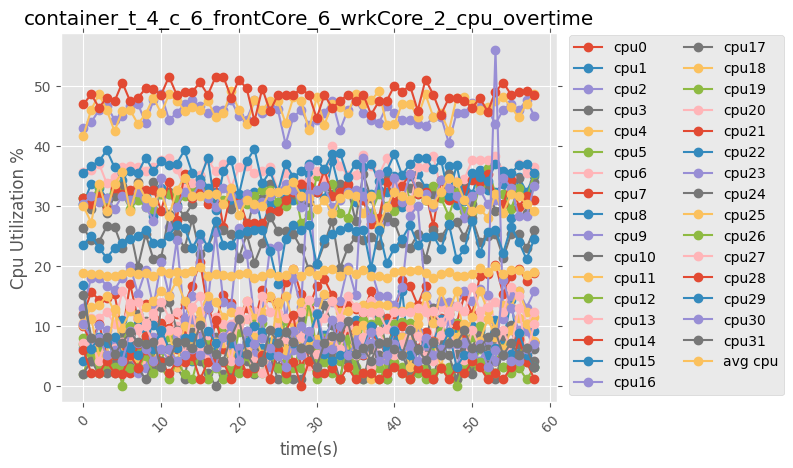 container_t_4_c_6_frontCore_6_wrkCore_2_cpu_overtime
Cpu Utilization %
50
40
30
20
10
0
0
10
20
30
40
50
60
time(s)
cpu0
cpu1
cpu2
cpu3
cpu4
cpu5
cpu6
cpu7
cpu8
cpu9
cpu10
cpu11
cpu12
cpu13
cpu14
cpu15
cpu16
cpu17
cpu18
cpu19
cpu20
cpu21
cpu22
cpu23
cpu24
cpu25
cpu26
cpu27
cpu28
cpu29
cpu30
cpu31
avg cpu